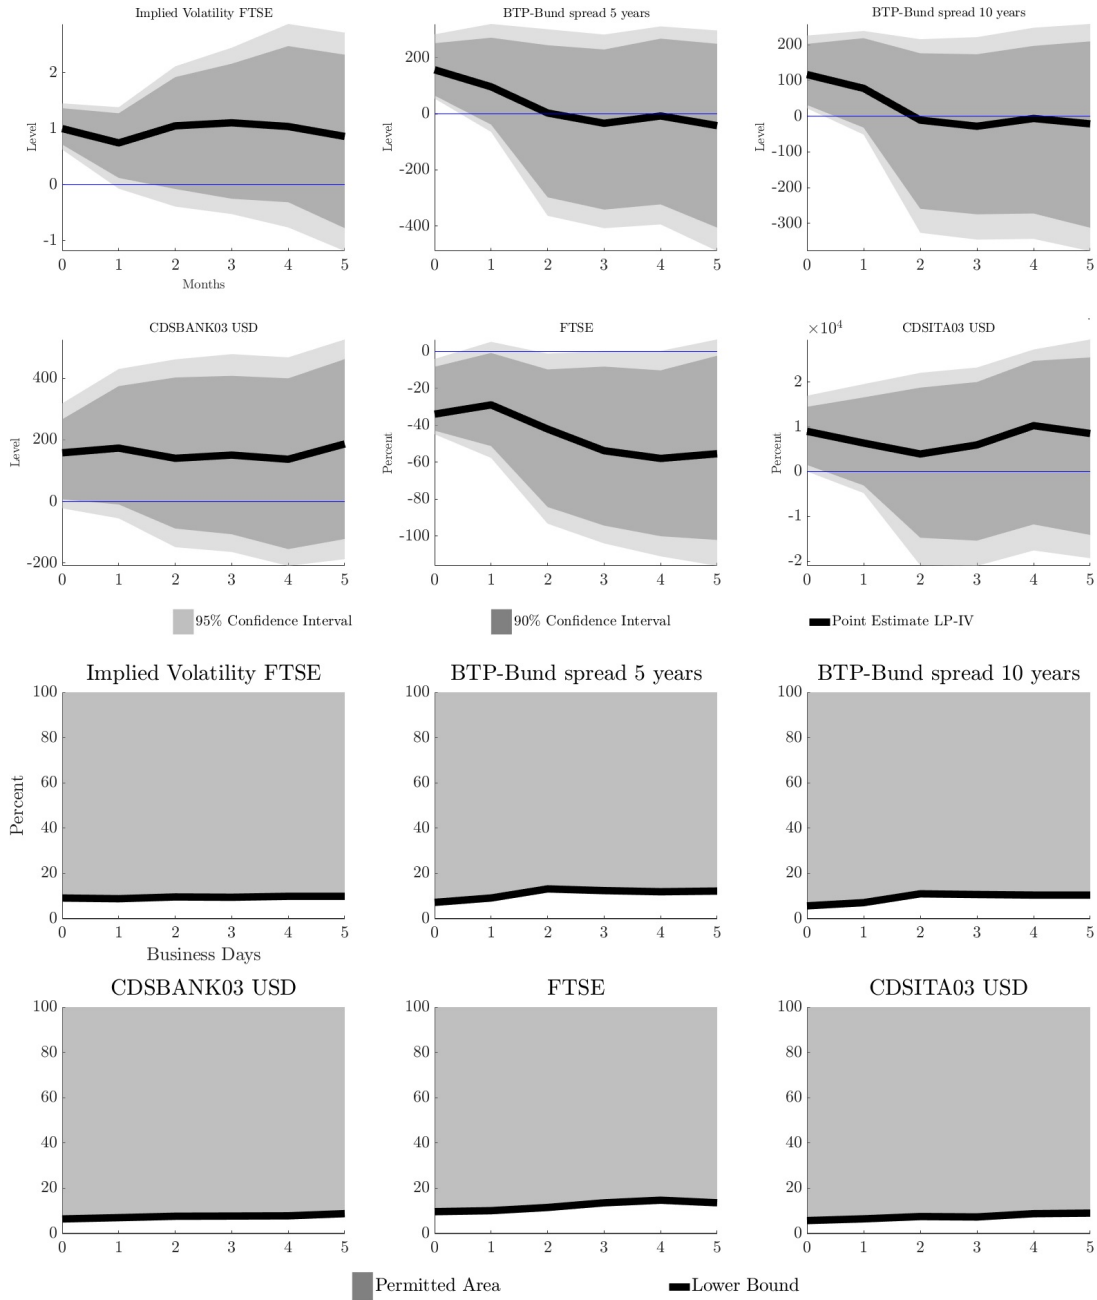 Implied Volatility FTSE
BTP-Bund spread 5 years
BTP-Bund spread 10 years
Level
2
1
0
-1
0 1 2 3 4 5
Months
Level
200
0
-200
-400
0 1 2 3 4 5
Level
200
100
0
-100
-200
-300
0 1 2 3 4 5
CDSBANK03 USD
FTSE
CDSITA03 USD
Level
400
200
0
-200
0 1 2 3 4 5
Percent
0
-20
-40
-60
-80
-100
0 1 2 3 4 5
×10⁴
Percent
2
1
0
-1
-2
0 1 2 3 4 5
95% Confidence Interval
90% Confidence Interval
Point Estimate LP-IV
Implied Volatility FTSE
BTP-Bund spread 5 years
BTP-Bund spread 10 years
Percent
100
80
60
40
20
0
0 1 2 3 4 5
Business Days
100
80
60
40
20
0
0 1 2 3 4 5
100
80
60
40
20
0
0 1 2 3 4 5
CDSBANK03 USD
FTSE
CDSITA03 USD
100
80
60
40
20
0
0 1 2 3 4 5
100
80
60
40
20
0
0 1 2 3 4 5
100
80
60
40
20
0
0 1 2 3 4 5
Permitted Area
Lower Bound